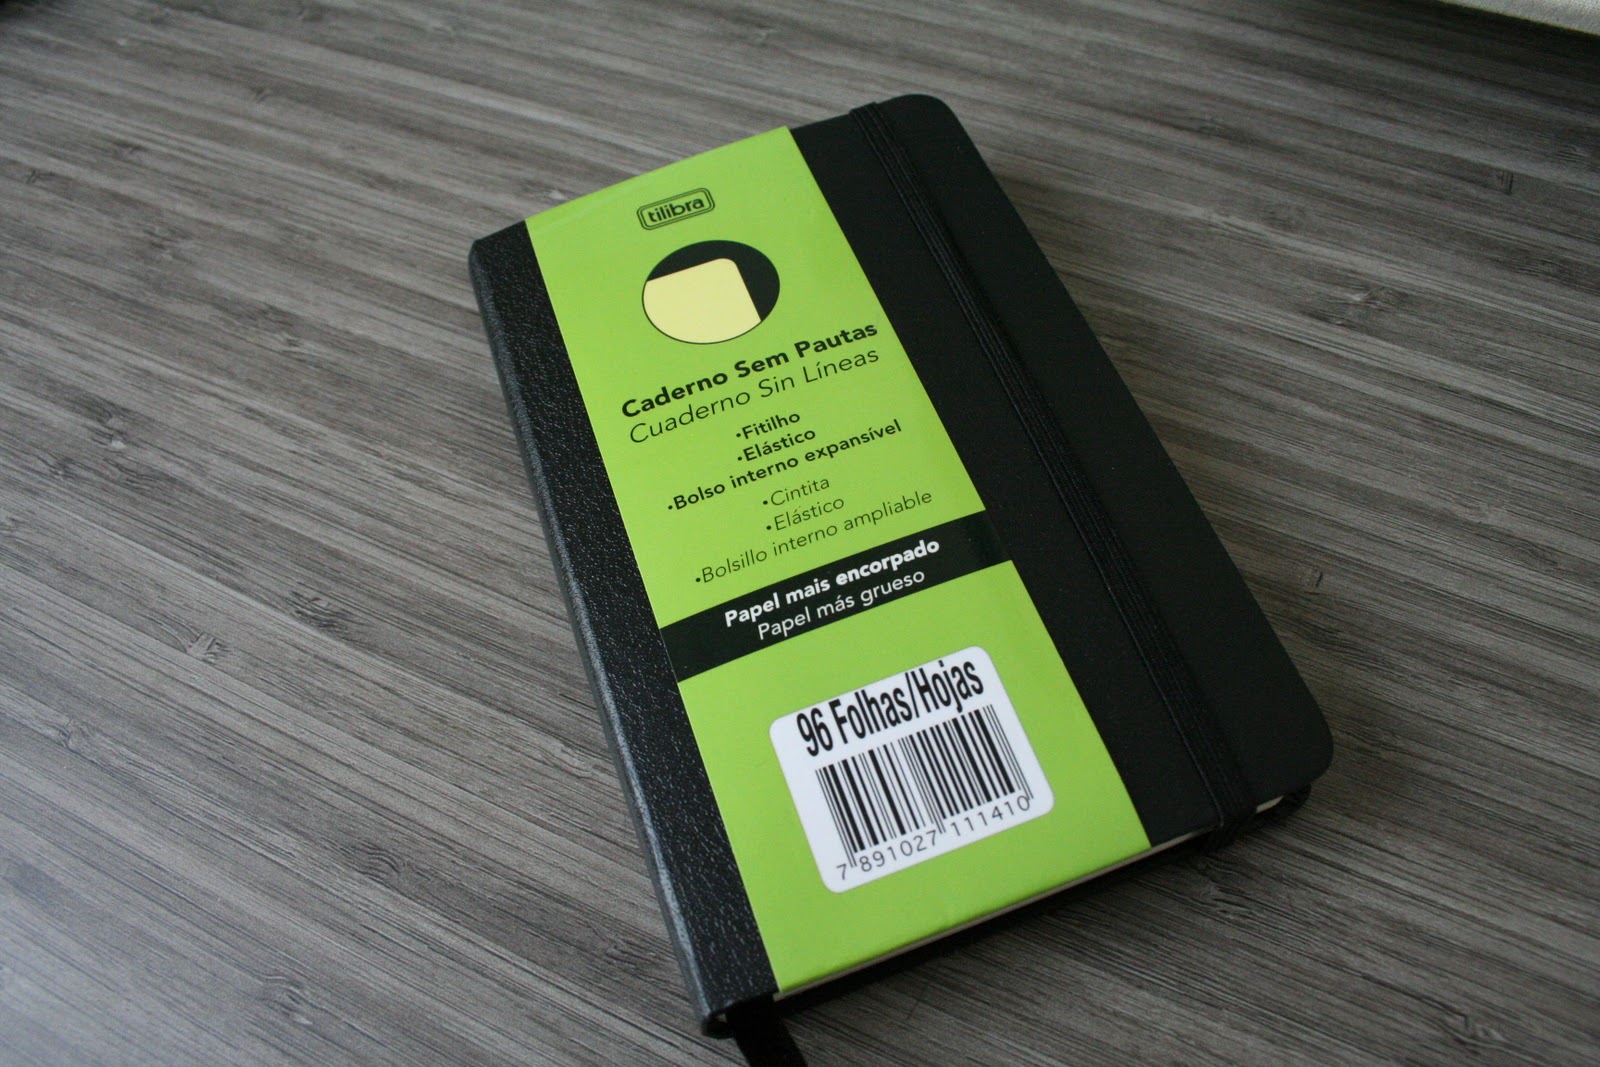 tilibra
Caderno Sem Pautas
Cuaderno Sin Líneas
•Fitilho
•Elástico
•Bolso interno expansível
•Cintita
•Elástico
•Bolsillo interno ampliable
Papel mais encorpado
Papel más grueso
96 Folhas/Hojas
7 891027 111410